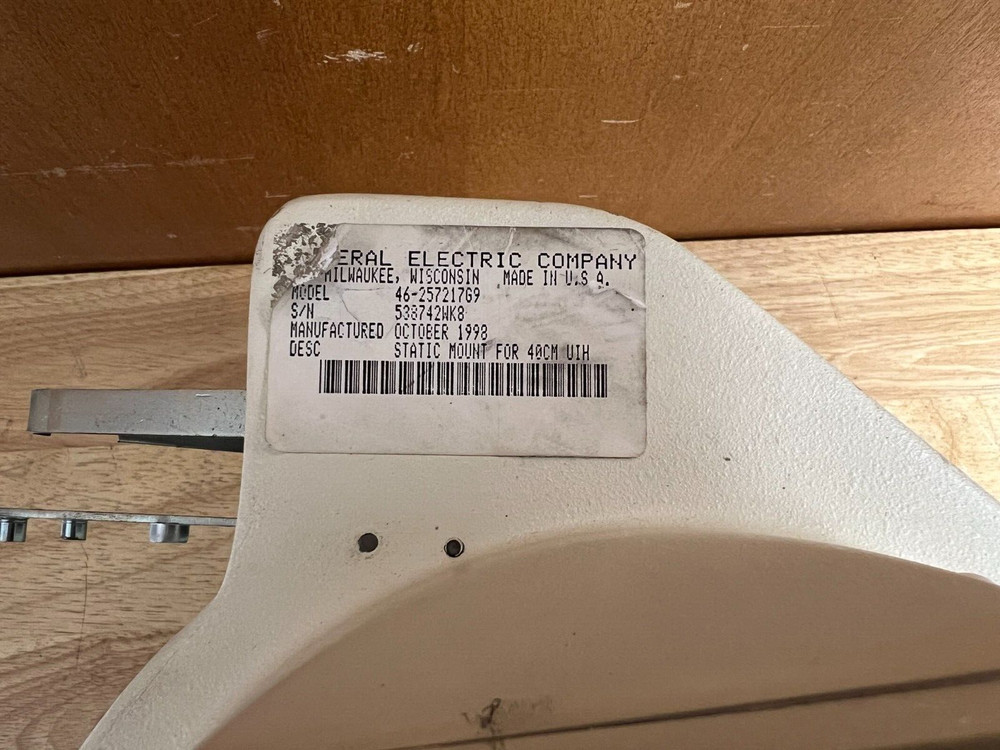 ERAL ELECTRIC COMPANY
MILWAUKEE, WISCONSIN MADE IN U.S A.
MODEL 46-257217G9
S/N 538742WK8
MANUFACTURED OCTOBER 1998
DESC STATIC MOUNT FOR 40CM UIH